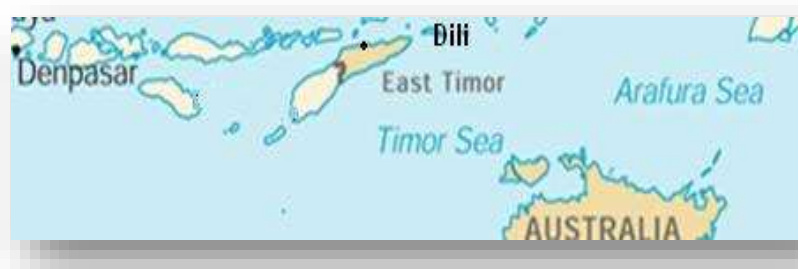 Dili
Denpasar
East Timor
Arafura Sea
Timor Sea
AUSTRALIA